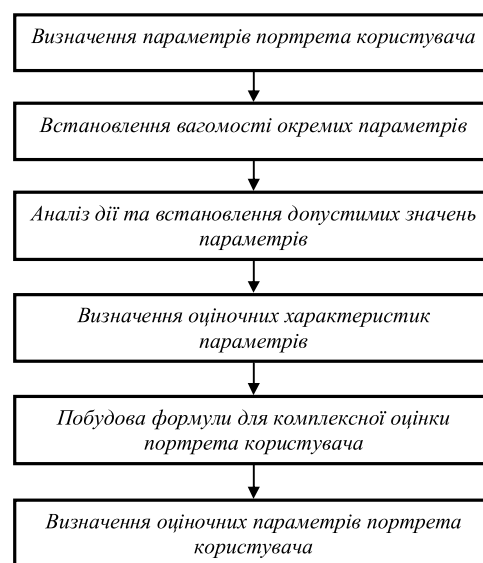 Визначення параметрів портрета користувача
Встановлення вагомості окремих параметрів
Аналіз дії та встановлення допустимих значень
параметрів
Визначення оціночних характеристик
параметрів
Побудова формули для комплексної оцінки
портрета користувача
Визначення оціночних параметрів портрета
користувача